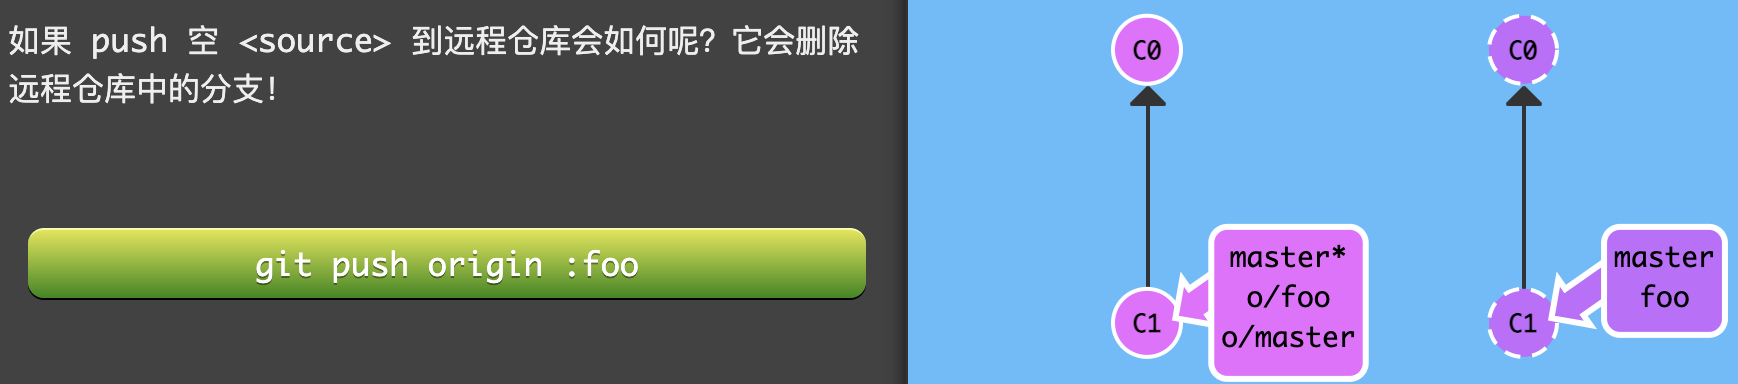 如果 push 空 <source> 到远程仓库会如何呢？它会删除
远程仓库中的分支！
git push origin :foo
C0
C1
master*
o/foo
o/master
C0
C1
master
foo